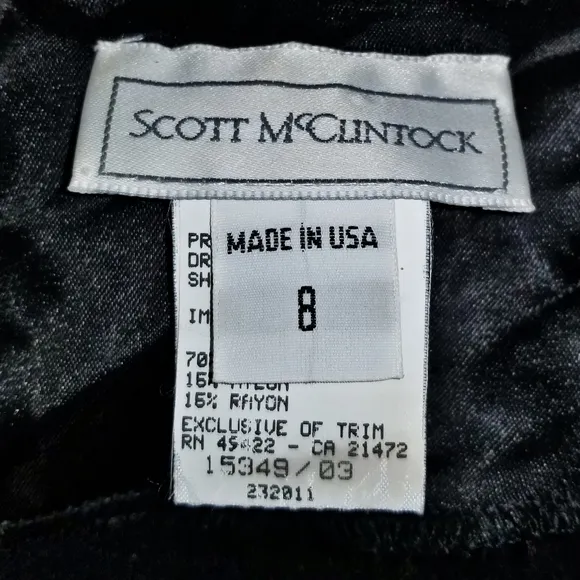 SCOTT McCLINTOCK
MADE IN USA
8
PR
DR
SH
IM
70
15% NYLON
15% RAYON
EXCLUSIVE OF TRIM
RN - CA 21472
15349/03
232011